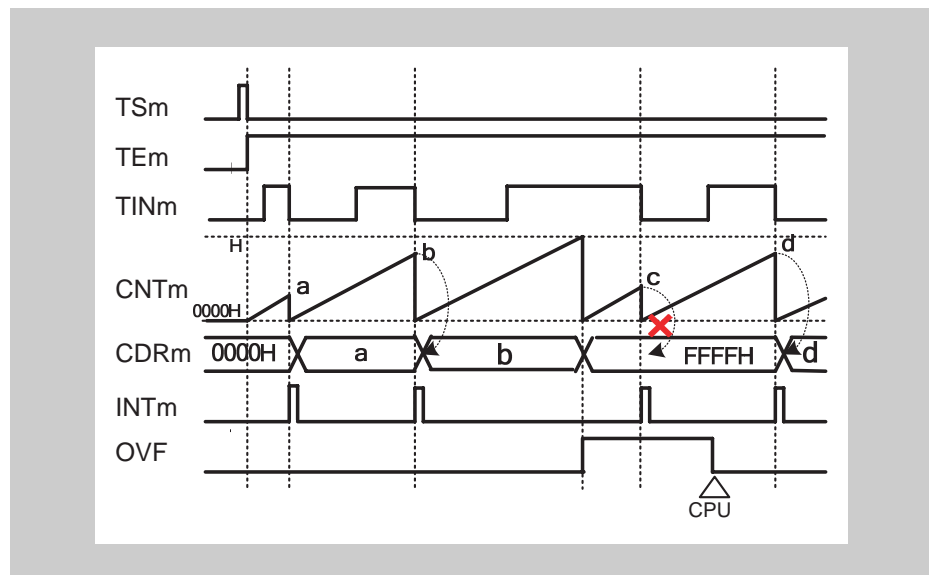 TSm
TEm
TINm
H
CNTm
a
b
c
d
0000H
CDRm
0000H
a
b
FFFFH
d
INTm
OVF
CPU